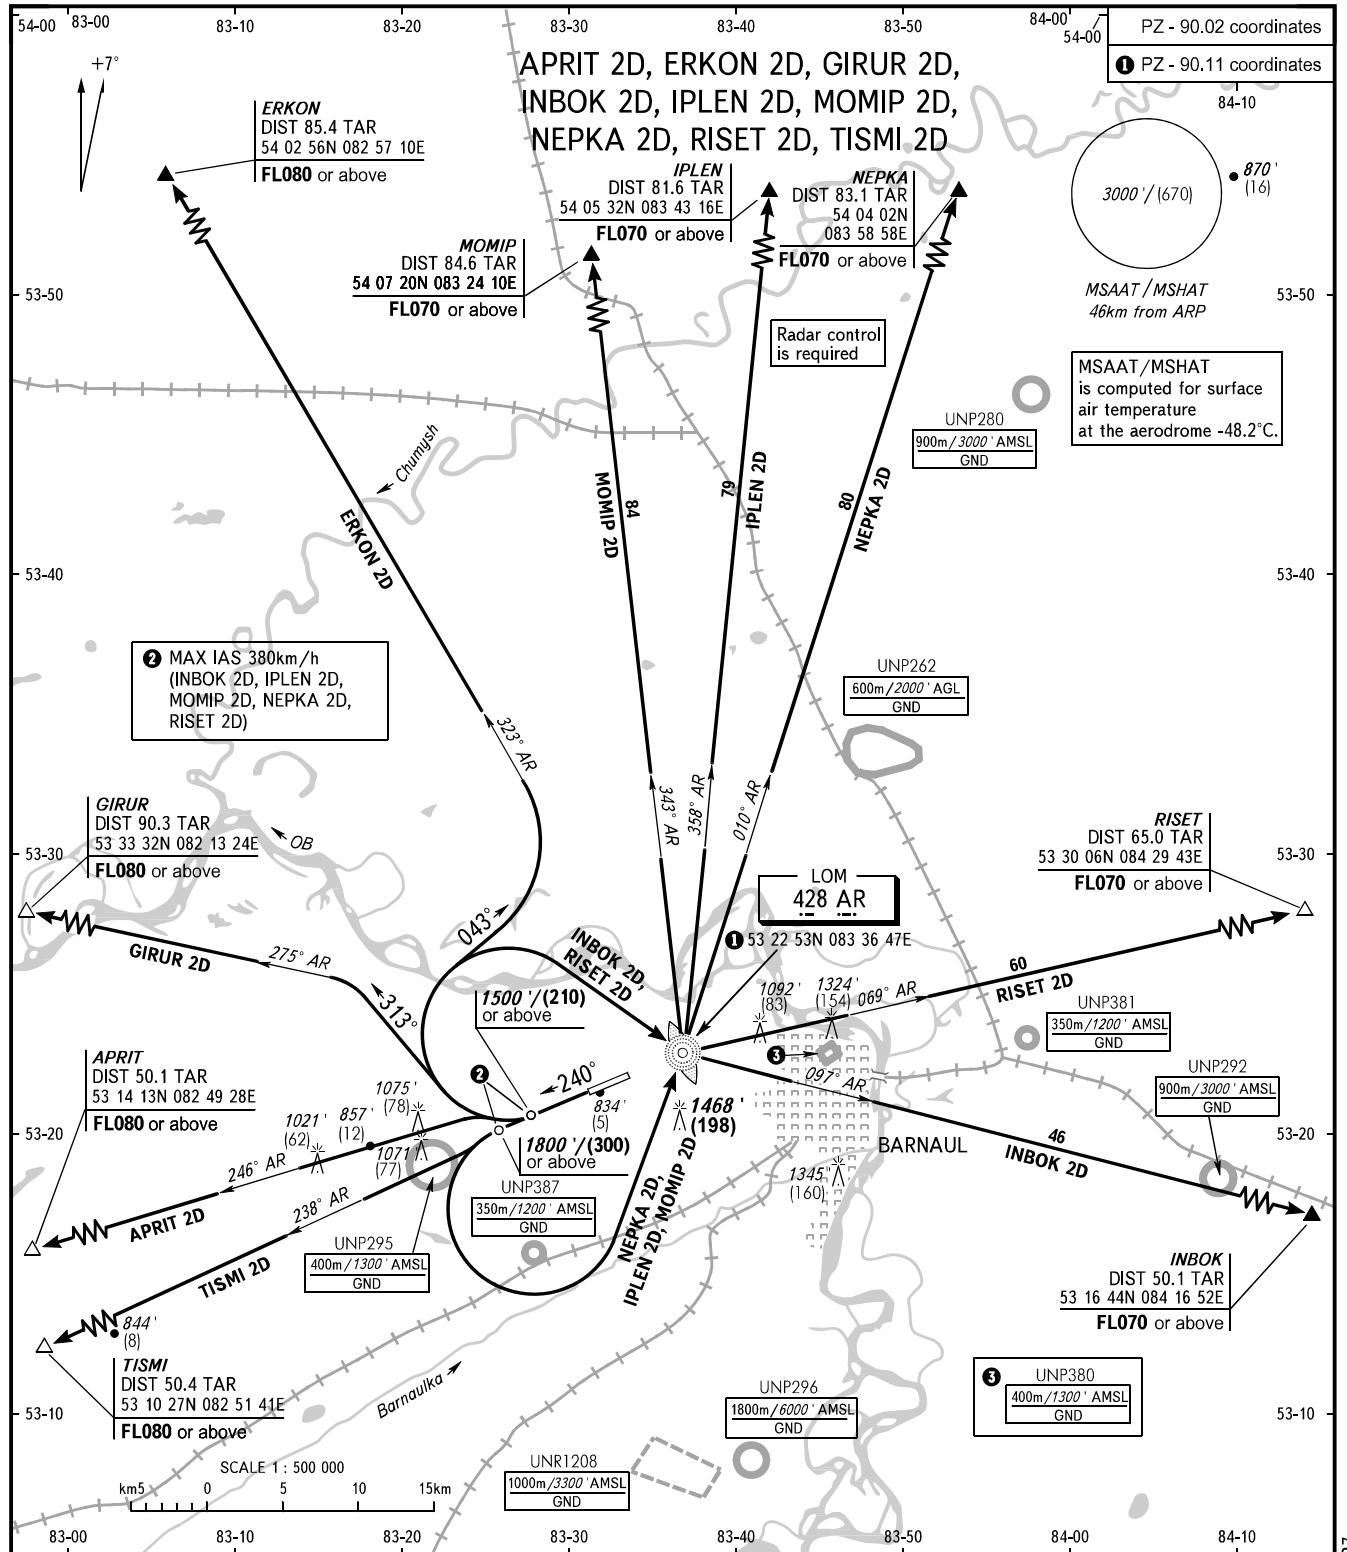 54-00
83-00
83-10
83-20
83-30
83-40
83-50
84-00
54-00
PZ - 90.02 coordinates
1 PZ - 90.11 coordinates
84-10
+7°
APRIT 2D, ERKON 2D, GIRUR 2D,
INBOK 2D, IPLEN 2D, MOMIP 2D,
NEPKA 2D, RISET 2D, TISMI 2D
ERKON
DIST 85.4 TAR
54 02 56N 082 57 10E
FL080 or above
IPLEN
DIST 81.6 TAR
54 05 32N 083 43 16E
FL070 or above
NEPKA
DIST 83.1 TAR
54 04 02N
083 58 58E
FL070 or above
MOMIP
DIST 84.6 TAR
54 07 20N 083 24 10E
FL070 or above
3000 '/(670)
870 '
(16)
MSAAT/MSHAT
46km from ARP
53-50
53-50
Radar control
is required
MSAAT/MSHAT
is computed for surface
air temperature
at the aerodrome -48.2°C.
UNP280
900m/3000 ' AMSL
GND
Chumysh
ERKON 2D
MOMIP 2D
84
79
IPLEN 2D
80
NEPKA 2D
53-40
53-40
2 MAX IAS 380km/h
(INBOK 2D, IPLEN 2D,
MOMIP 2D, NEPKA 2D,
RISET 2D)
UNP262
600m/2000 ' AGL
GND
323° AR
343° AR
358° AR
010° AR
GIRUR
DIST 90.3 TAR
53 33 32N 082 13 24E
FL080 or above
OB
RISET
DIST 65.0 TAR
53 30 06N 084 29 43E
FL070 or above
53-30
53-30
LOM
428 AR
1 53 22 53N 083 36 47E
043°
GIRUR 2D
275° AR
313°
INBOK 2D,
RISET 2D
1500 '/(210)
or above
1092 '
(83)
1324 '
(154)
069° AR
60
RISET 2D
UNP381
350m/1200 ' AMSL
GND
APRIT
DIST 50.1 TAR
53 14 13N 082 49 28E
FL080 or above
2
240°
3
097° AR
UNP292
900m/3000 ' AMSL
GND
1075 '
(78)
1021 '
(62)
857 '
(12)
1071 '
(77)
834 '
(5)
1468 '
(198)
1800 '/(300)
or above
53-20
53-20
BARNAUL
46
INBOK 2D
1345 '
(160)
246° AR
238° AR
APRIT 2D
TISMI 2D
UNP387
350m/1200 ' AMSL
GND
UNP295
400m/1300 ' AMSL
GND
NEPKA 2D,
IPLEN 2D, MOMIP 2D
INBOK
DIST 50.1 TAR
53 16 44N 084 16 52E
FL070 or above
844 '
(8)
TISMI
DIST 50.4 TAR
53 10 27N 082 51 41E
FL080 or above
Barnaulka
UNP296
1800m/6000 ' AMSL
GND
3 UNP380
400m/1300 ' AMSL
GND
53-10
53-10
SCALE 1 : 500 000
km5 0 5 10 15km
UNR1208
1000m/3300 ' AMSL
GND
83-00
83-10
83-20
83-30
83-40
83-50
84-00
84-10